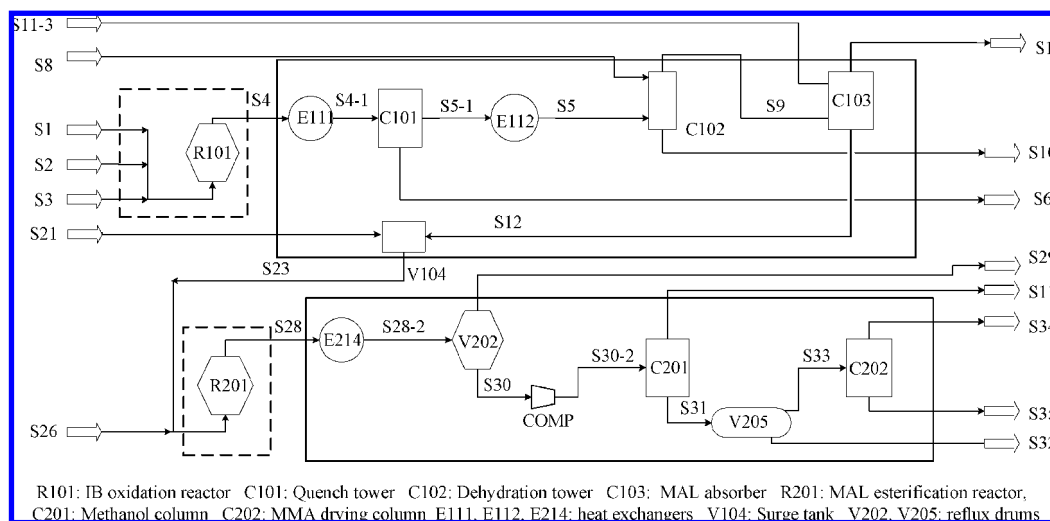 S11-3
S8
S4
S4-1
S5-1
S5
S9
C103
E111
C101
E112
C102
S1
R101
S2
S3
S6
S21
S12
S23
V104
S29
S28
S28-2
E214
V202
S30-2
S33
C201
C202
R201
S30
S31
COMP
V205
S26
R101: IB oxidation reactor C101: Quench tower C102: Dehydration tower C103: MAL absorber R201: MAL esterification reactor,
C201: Methanol column C202: MMA drying column E111, E112, E214: heat exchangers V104: Surge tank V202, V205: reflux drums